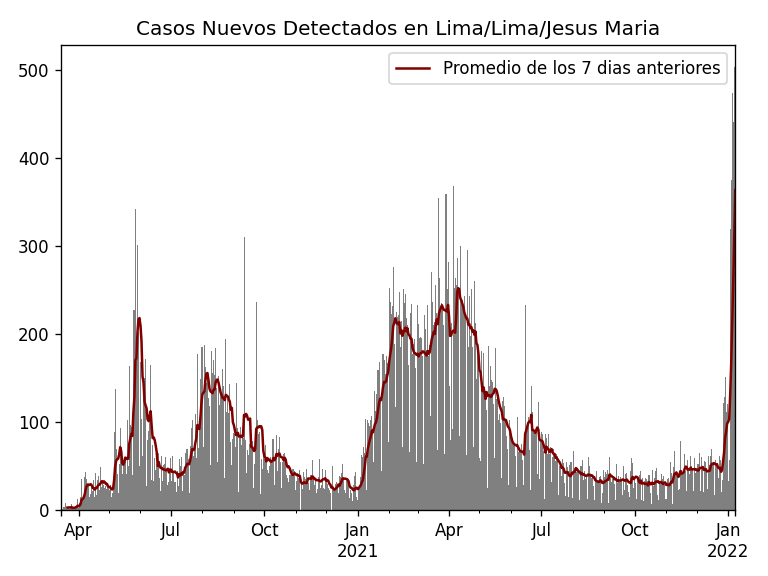 Casos Nuevos Detectados en Lima/Lima/Jesus Maria
Promedio de los 7 dias anteriores
500
400
300
200
100
0
Apr
Jul
Oct
Jan
2021
Apr
Jul
Oct
Jan
2022